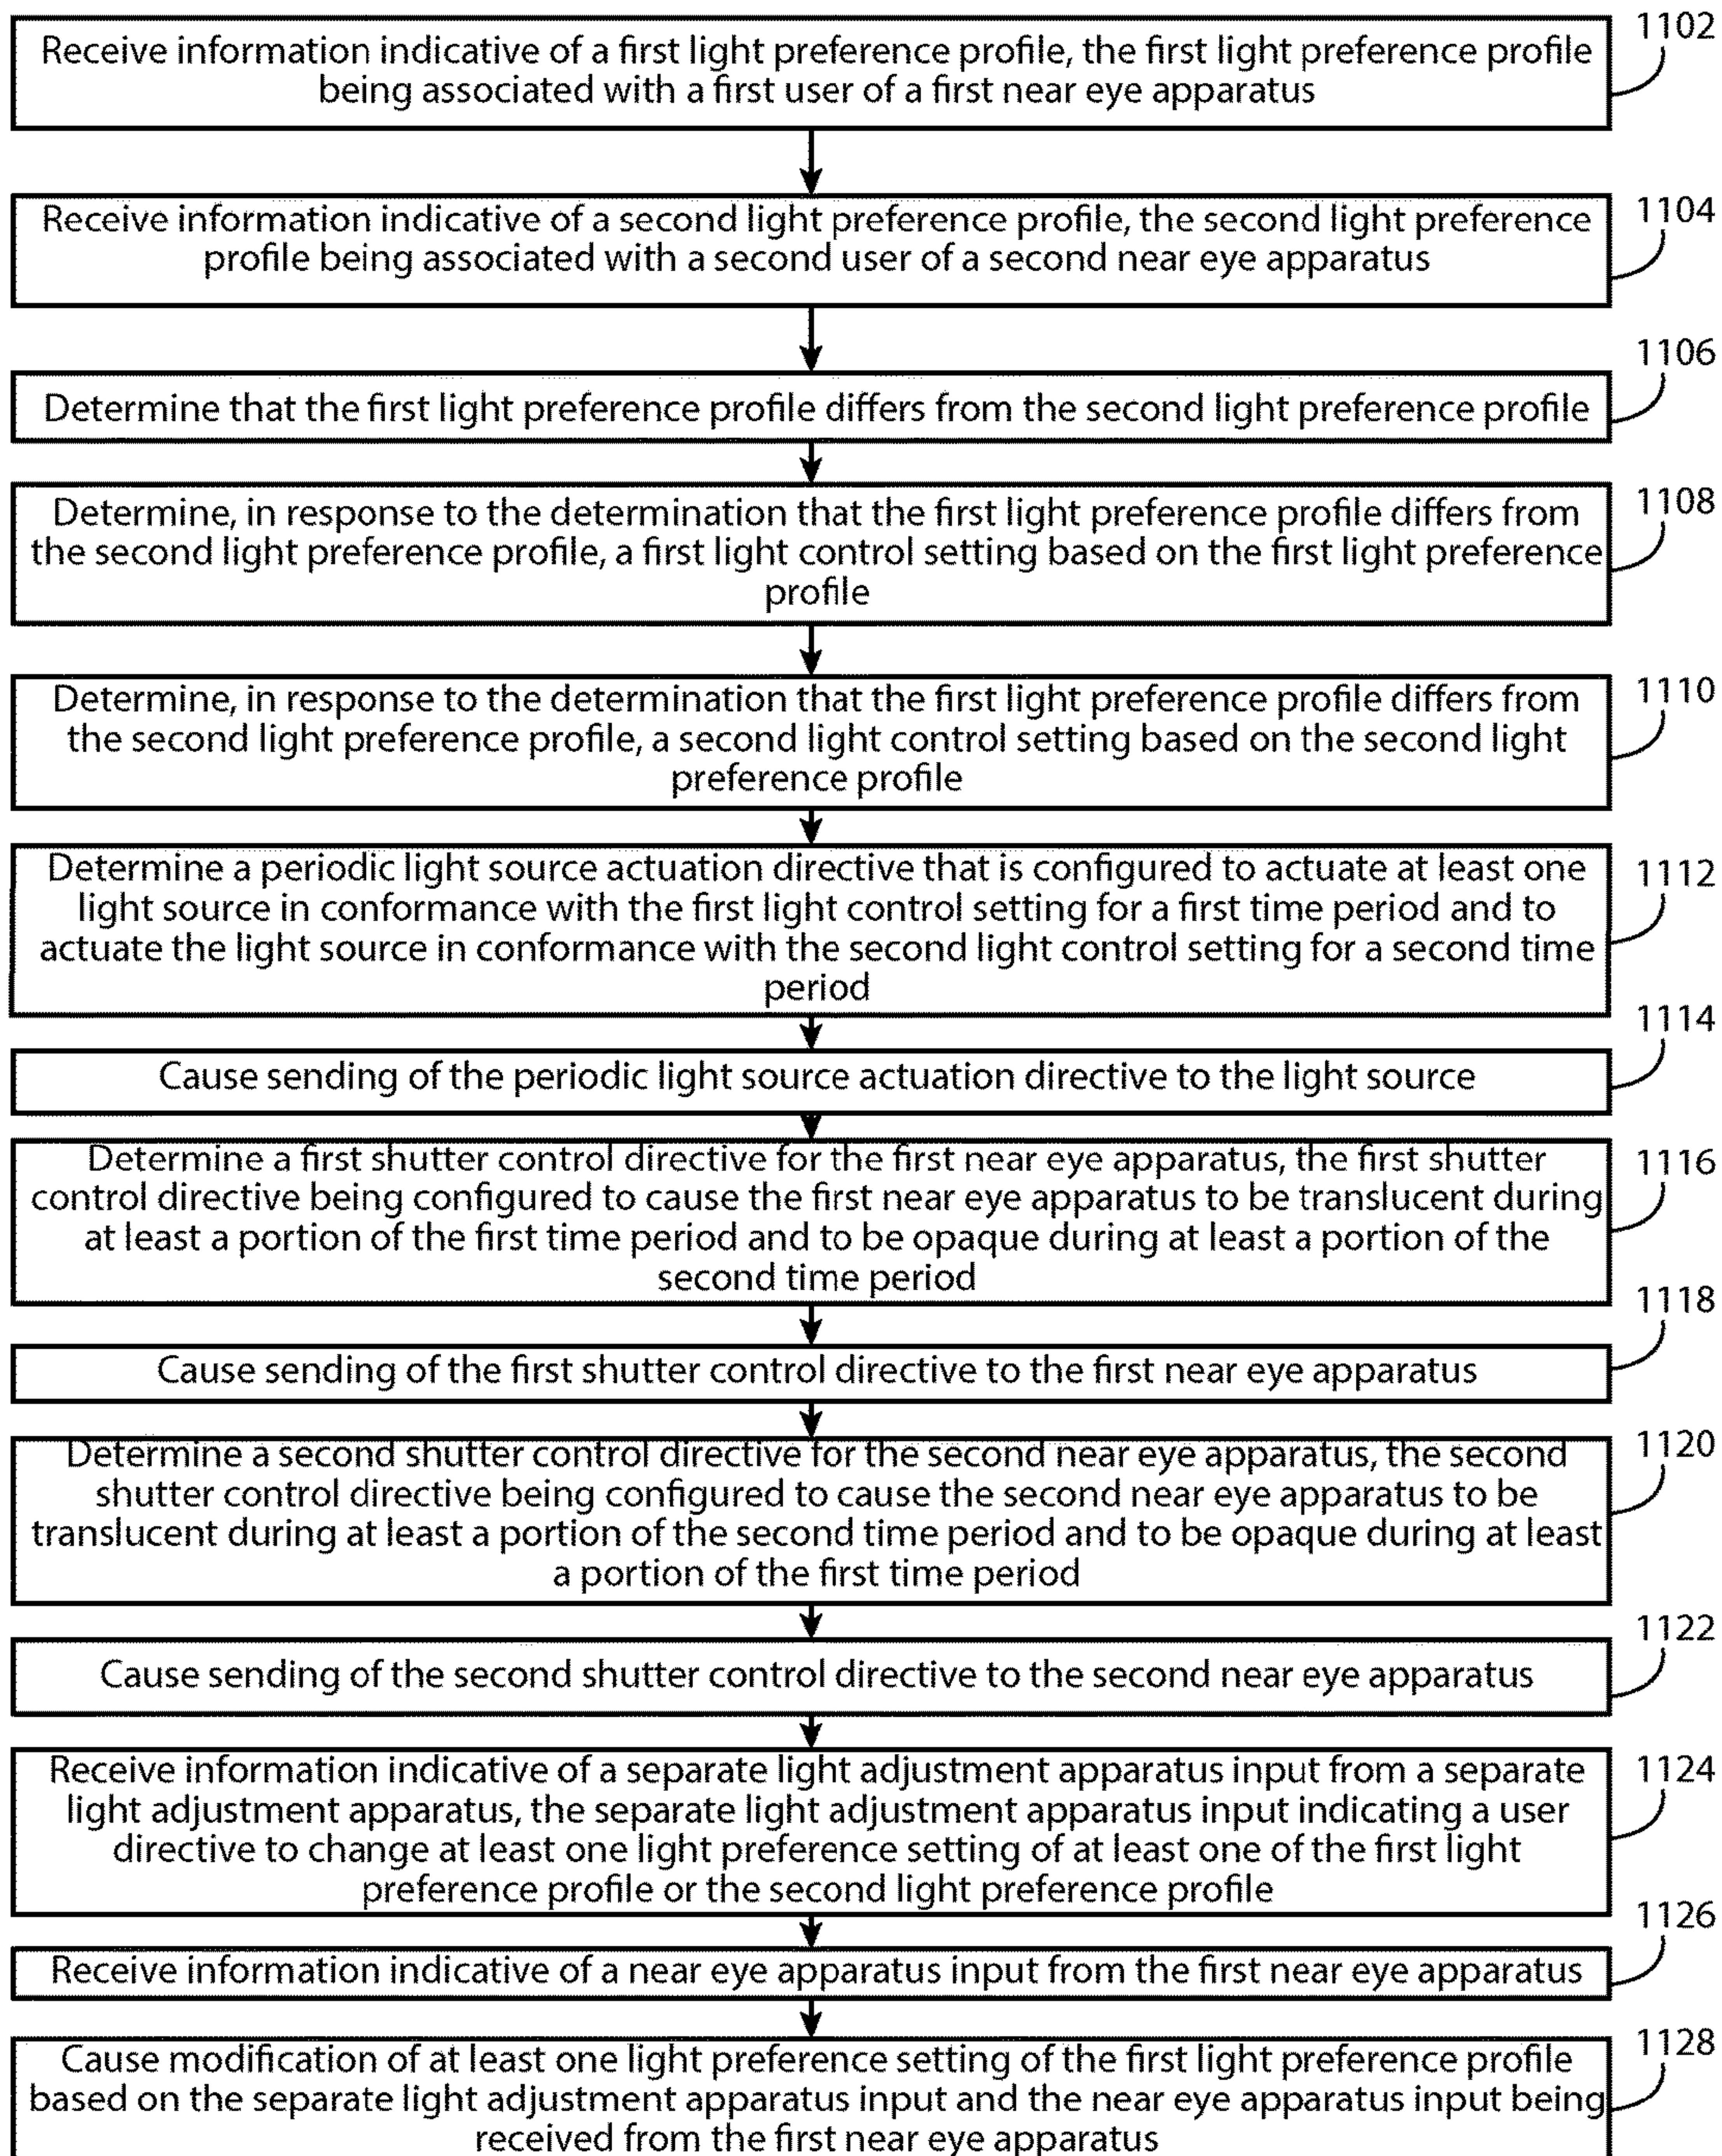 1102
Receive information indicative of a first light preference profile, the first light preference profile
being associated with a first user of a first near eye apparatus
1104
Receive information indicative of a second light preference profile, the second light preference
profile being associated with a second user of a second near eye apparatus
1106
Determine that the first light preference profile differs from the second light preference profile
1108
Determine, in response to the determination that the first light preference profile differs from
the second light preference profile, a first light control setting based on the first light preference
profile
1110
Determine, in response to the determination that the first light preference profile differs from
the second light preference profile, a second light control setting based on the second light
preference profile
1112
Determine a periodic light source actuation directive that is configured to actuate at least one
light source in conformance with the first light control setting for a first time period and to
actuate the light source in conformance with the second light control setting for a second time
period
1114
Cause sending of the periodic light source actuation directive to the light source
1116
Determine a first shutter control directive for the first near eye apparatus, the first shutter
control directive being configured to cause the first near eye apparatus to be translucent during
at least a portion of the first time period and to be opaque during at least a portion of the
second time period
1118
Cause sending of the first shutter control directive to the first near eye apparatus
1120
Determine a second shutter control directive for the second near eye apparatus, the second
shutter control directive being configured to cause the second near eye apparatus to be
translucent during at least a portion of the second time period and to be opaque during at least
a portion of the first time period
1122
Cause sending of the second shutter control directive to the second near eye apparatus
1124
Receive information indicative of a separate light adjustment apparatus input from a separate
light adjustment apparatus, the separate light adjustment apparatus input indicating a user
directive to change at least one light preference setting of at least one of the first light
preference profile or the second light preference profile
1126
Receive information indicative of a near eye apparatus input from the first near eye apparatus
1128
Cause modification of at least one light preference setting of the first light preference profile
based on the separate light adjustment apparatus input and the near eye apparatus input being
received from the first near eye apparatus